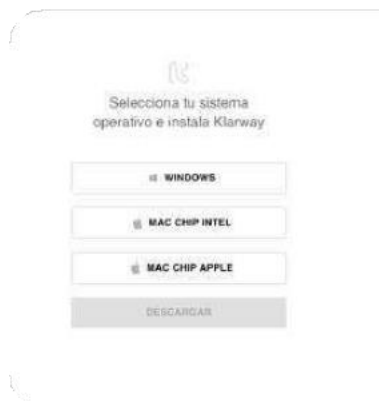 Selecciona tu sistema
operativo e instala Klarway
WINDOWS
MAC CHIP INTEL
MAC CHIP APPLE
DESCARGAR